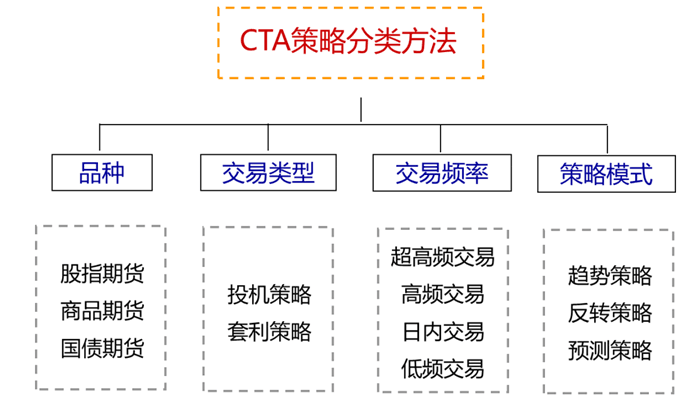 CTA策略分类方法
品种
交易类型
交易频率
策略模式
股指期货
商品期货
国债期货
投机策略
套利策略
超高频交易
高频交易
日内交易
低频交易
趋势策略
反转策略
预测策略